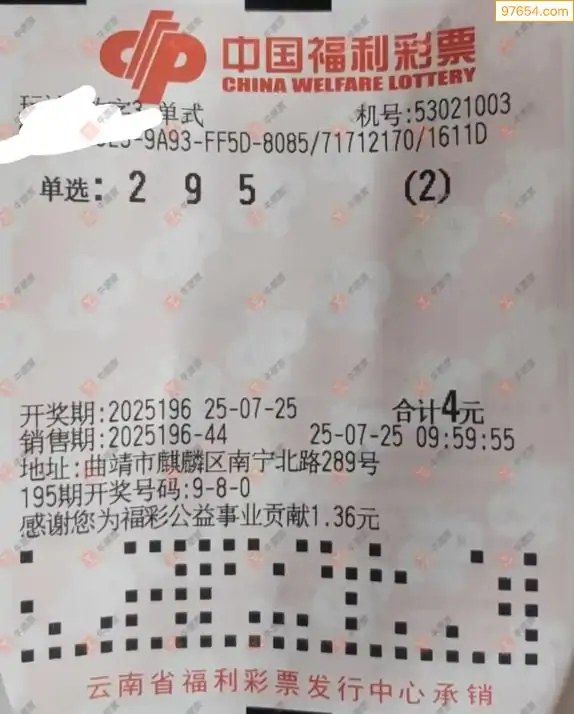 97654.com
中国福利彩票
CHINA WELFARE LOTTERY
单式 机号:53021003
-9A93-FF5D-8085/71712170/1611D
单选: 2 9 5 (2)
开奖期:2025196 25-07-25 合计4元
销售期:2025196-44 25-07-25 09:59:55
地址:曲靖市麒麟区南宁北路289号
195期开奖号码:9-8-0
感谢您为福彩公益事业贡献1.36元
云南省福利彩票发行中心承销